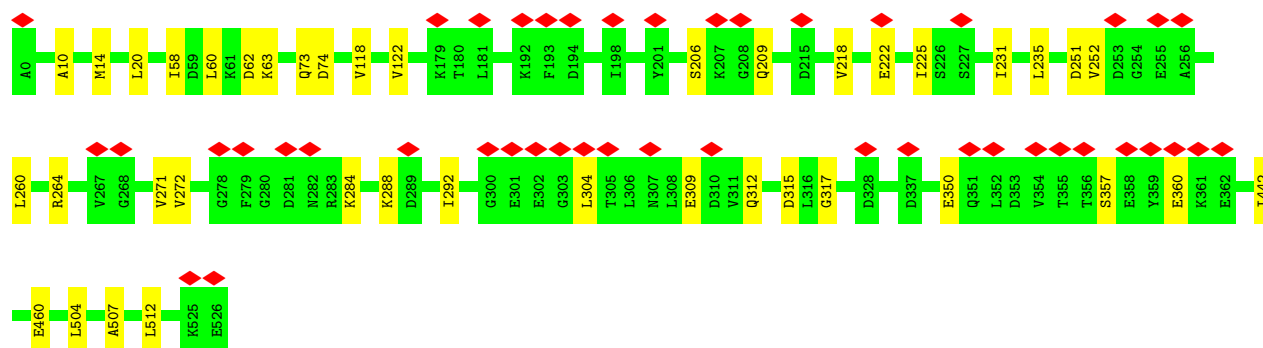 A0 A10 M14 L20 I58 D59 L60 K61 D62 K63 Q73 D74 V118 V122 K179 T180 L181 K192 F193 D194 I198 Y201 S206 K207 G208 Q209 D215 V218 E222 I225 S226 S227 I231 L235 D251 V252 D253 G254 E255 A256
L260 R264 V267 G268 V271 V272 G278 F279 G280 D281 N282 R283 K284 K288 D289 I292 G300 E301 E302 G303 L304 T305 L306 N307 L308 E309 D310 V311 Q312 D315 L316 G317 D328 D337 E350 Q351 L352 D353 V354 T355 T356 S357 E358 Y359 E360 K361 E362 I442
E460 L504 A507 L512 K525 E526